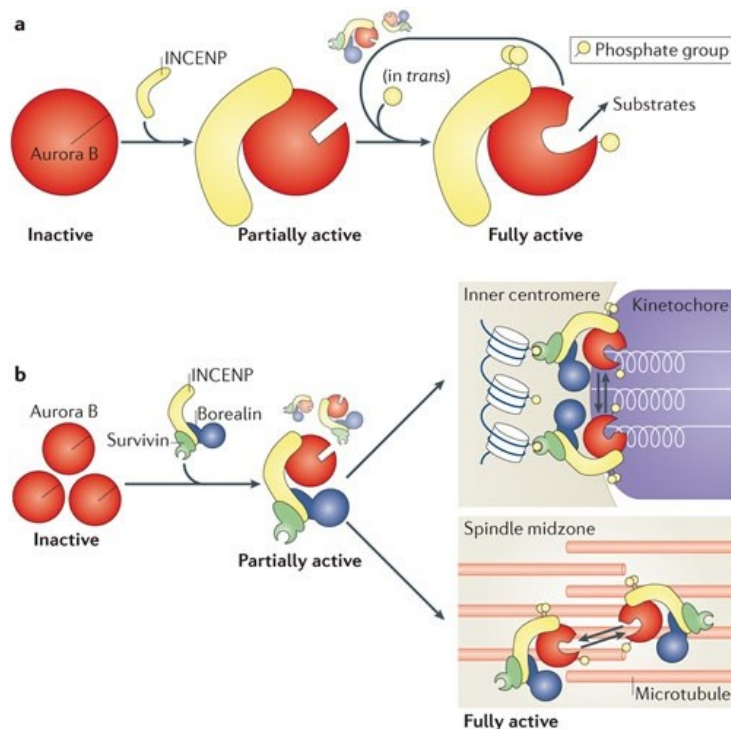 a
INCENP
(in trans)
Phosphate group
Aurora B
Substrates
Inactive
Partially active
Fully active
b
INCENP
Aurora B
Borealin
Survivin
Inactive
Partially active
Inner centromere
Kinetochore
Spindle midzone
Microtubule
Fully active